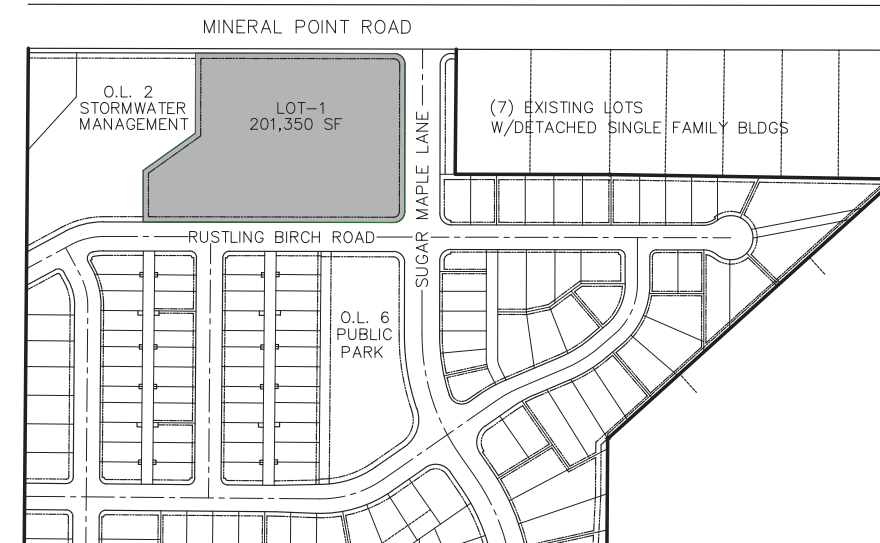 MINERAL POINT ROAD
O.L. 2
STORMWATER
MANAGEMENT
LOT-1
201,350 SF
SUGAR MAPLE LANE
(7) EXISTING LOTS
W/DETACHED SINGLE FAMILY BLDGS
RUSTLING BIRCH ROAD
O.L. 6
PUBLIC
PARK